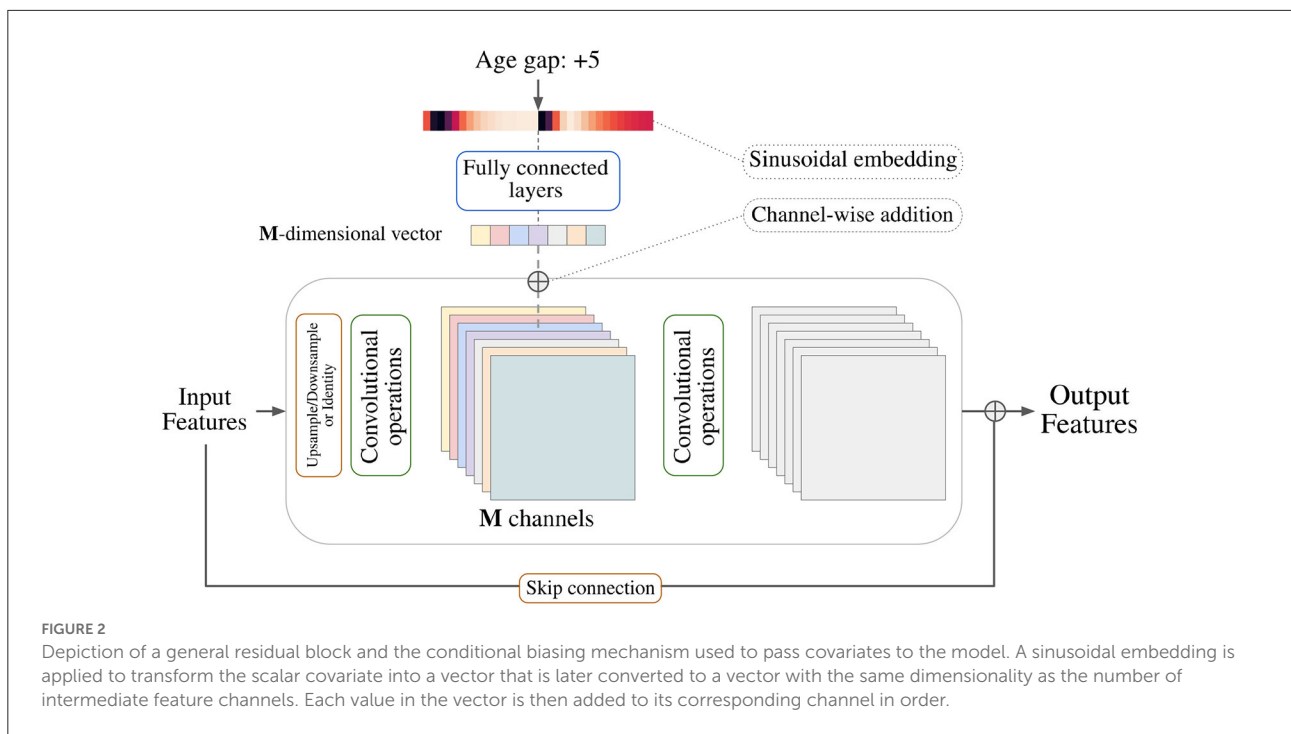 Age gap: +5
Sinusoidal embedding
Fully connected
layers
Channel-wise addition
M-dimensional vector
Upsample/Downsample
or Identity
Convolutional
operations
Convolutional
operations
Input
Features
Output
Features
M channels
Skip connection
FIGURE 2
Depiction of a general residual block and the conditional biasing mechanism used to pass covariates to the model. A sinusoidal embedding is
applied to transform the scalar covariate into a vector that is later converted to a vector with the same dimensionality as the number of
intermediate feature channels. Each value in the vector is then added to its corresponding channel in order.